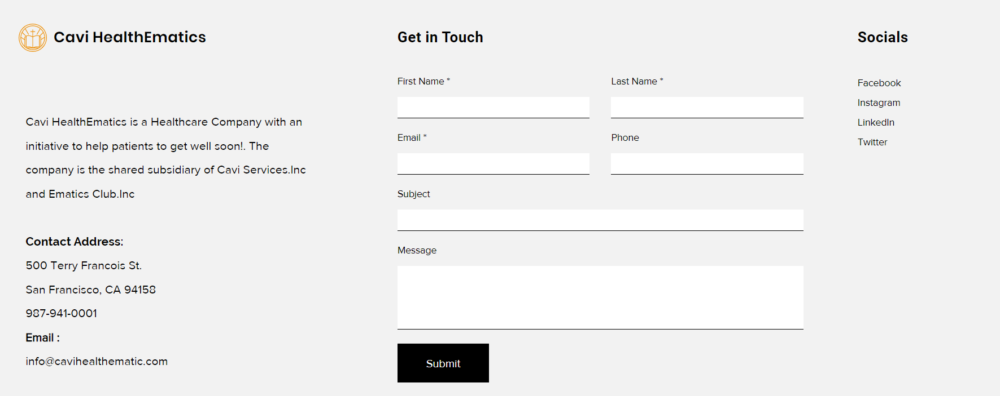 Cavi HealthEmatics
Cavi HealthEmatics is a Healthcare Company with an
initiative to help patients to get well soon!. The
company is the shared subsidiary of Cavi Services.Inc
and Ematics Club.Inc
Contact Address:
500 Terry Francois St.
San Francisco, CA 94158
987-941-0001
Email :
info@cavihealthematic.com
Get in Touch
First Name *
Last Name *
Email *
Phone
Subject
Message
Submit
Socials
Facebook
Instagram
LinkedIn
Twitter